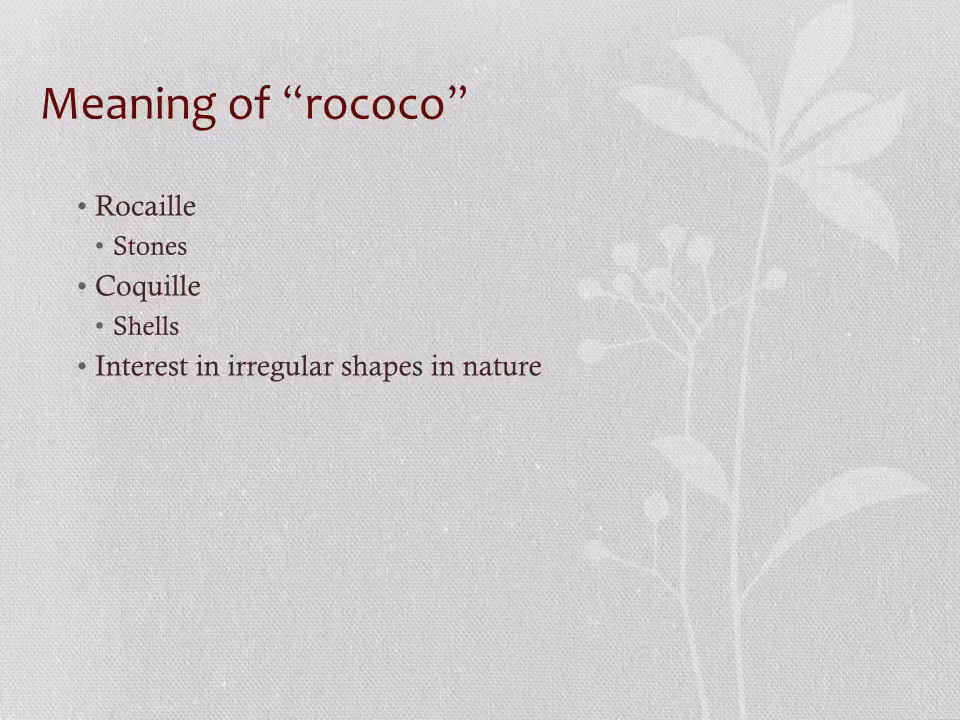 Meaning of “rococo”
• Rocaille
• Stones
• Coquille
• Shells
• Interest in irregular shapes in nature